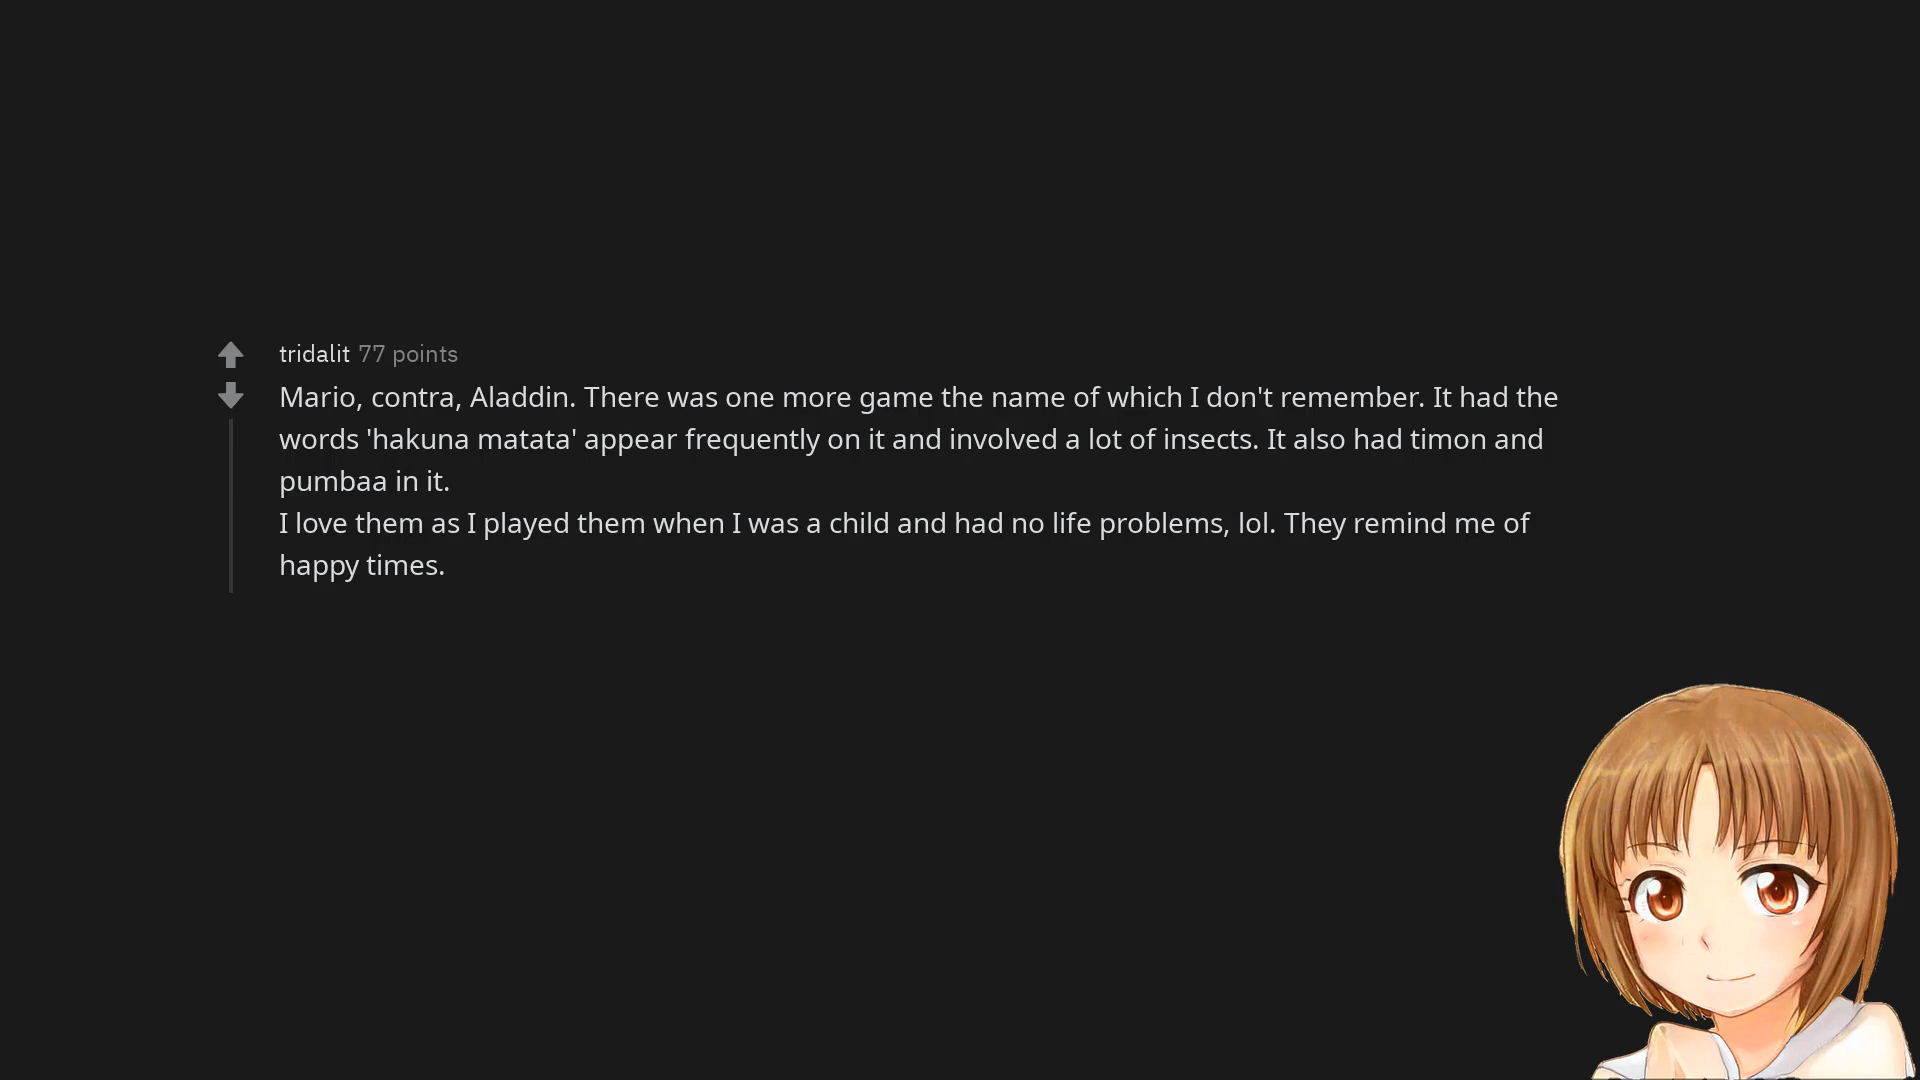 tridalit 77 points
Mario, contra, Aladdin. There was one more game the name of which I don't remember. It had the
words 'hakuna matata' appear frequently on it and involved a lot of insects. It also had timon and
pumbaa in it.
I love them as I played them when I was a child and had no life problems, lol. They remind me of
happy times.